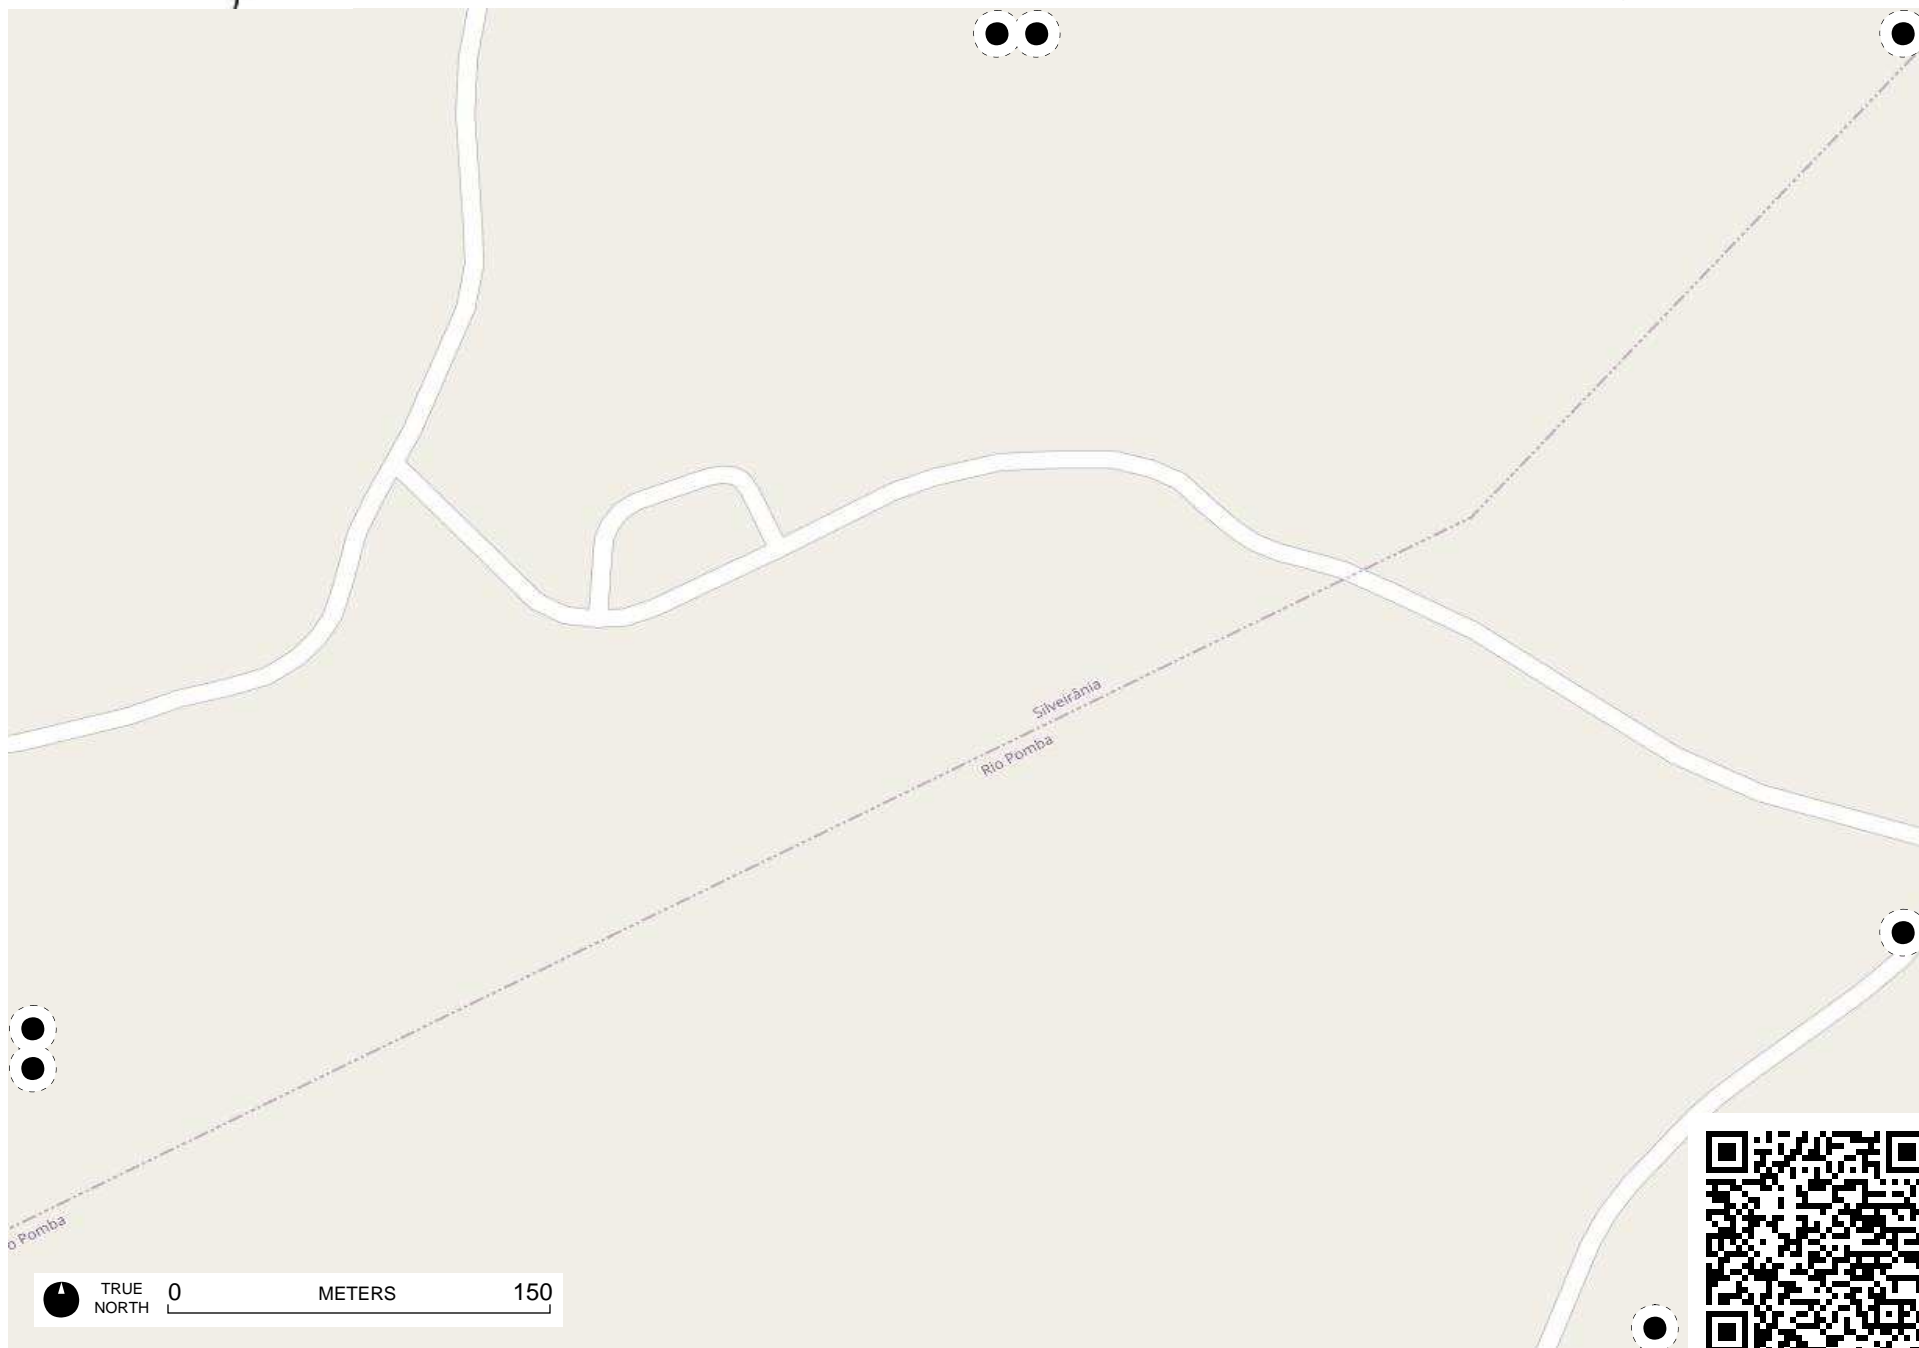 Silveirânia
Rio Pomba
o Pomba
TRUE
NORTH
0 METERS 150